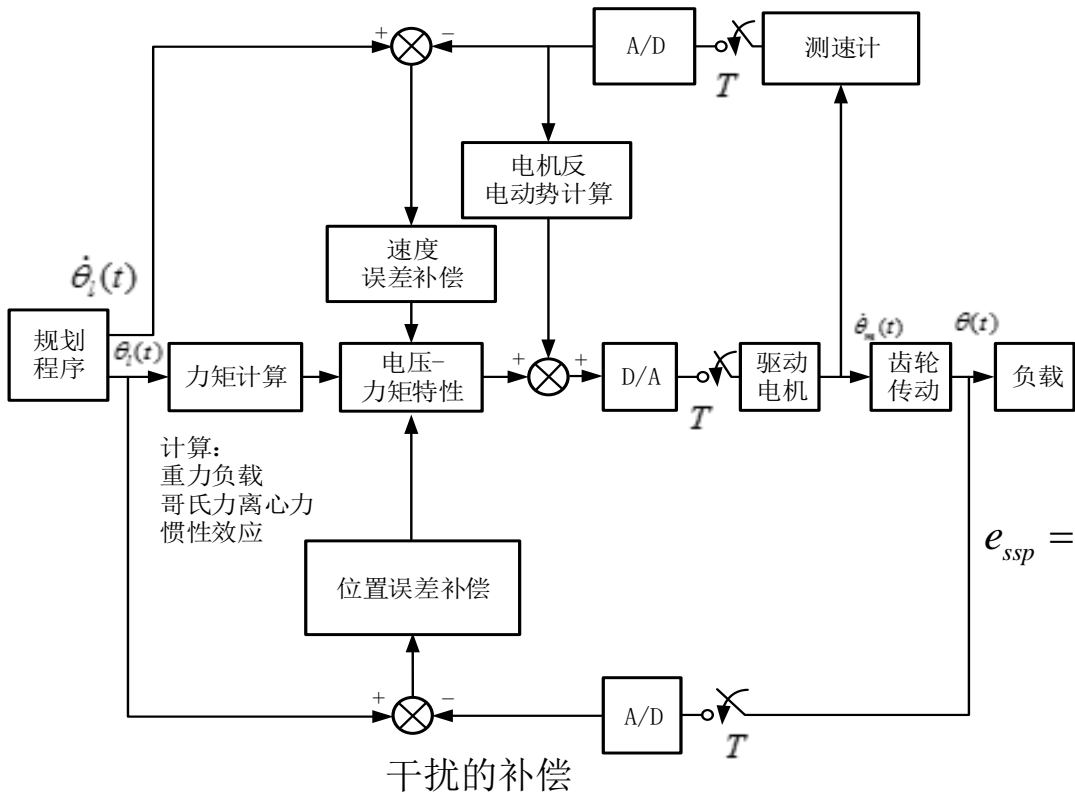 +
−
A/D
T
测速计
电机反
电动势计算
速度
误差补偿
θ̇ₗ(t)
规划
程序
θₗ(t)
力矩计算
电压-
力矩特性
+
+
D/A
T
驱动
电机
θ̇ₘ(t)
齿轮
传动
θ(t)
负载
计算：
重力负载
哥氏力离心力
惯性效应
e_{ssp} =
位置误差补偿
+
−
A/D
T
干扰的补偿